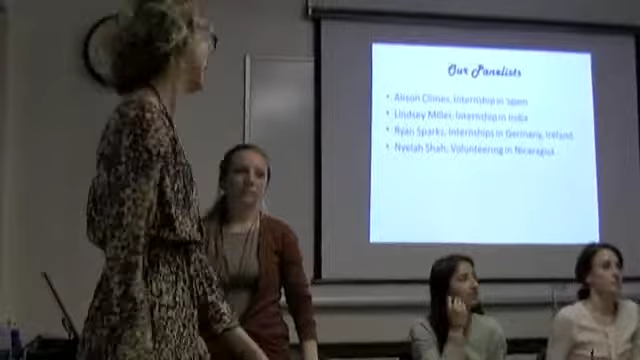 Our Panelists
• Alison Clines, Internship in Spain
• Lindsay Miller, Internship in India
• Ryan Sparks, Internships in Germany, Ireland
• Nyelah Shah, Volunteering in Nicaragua